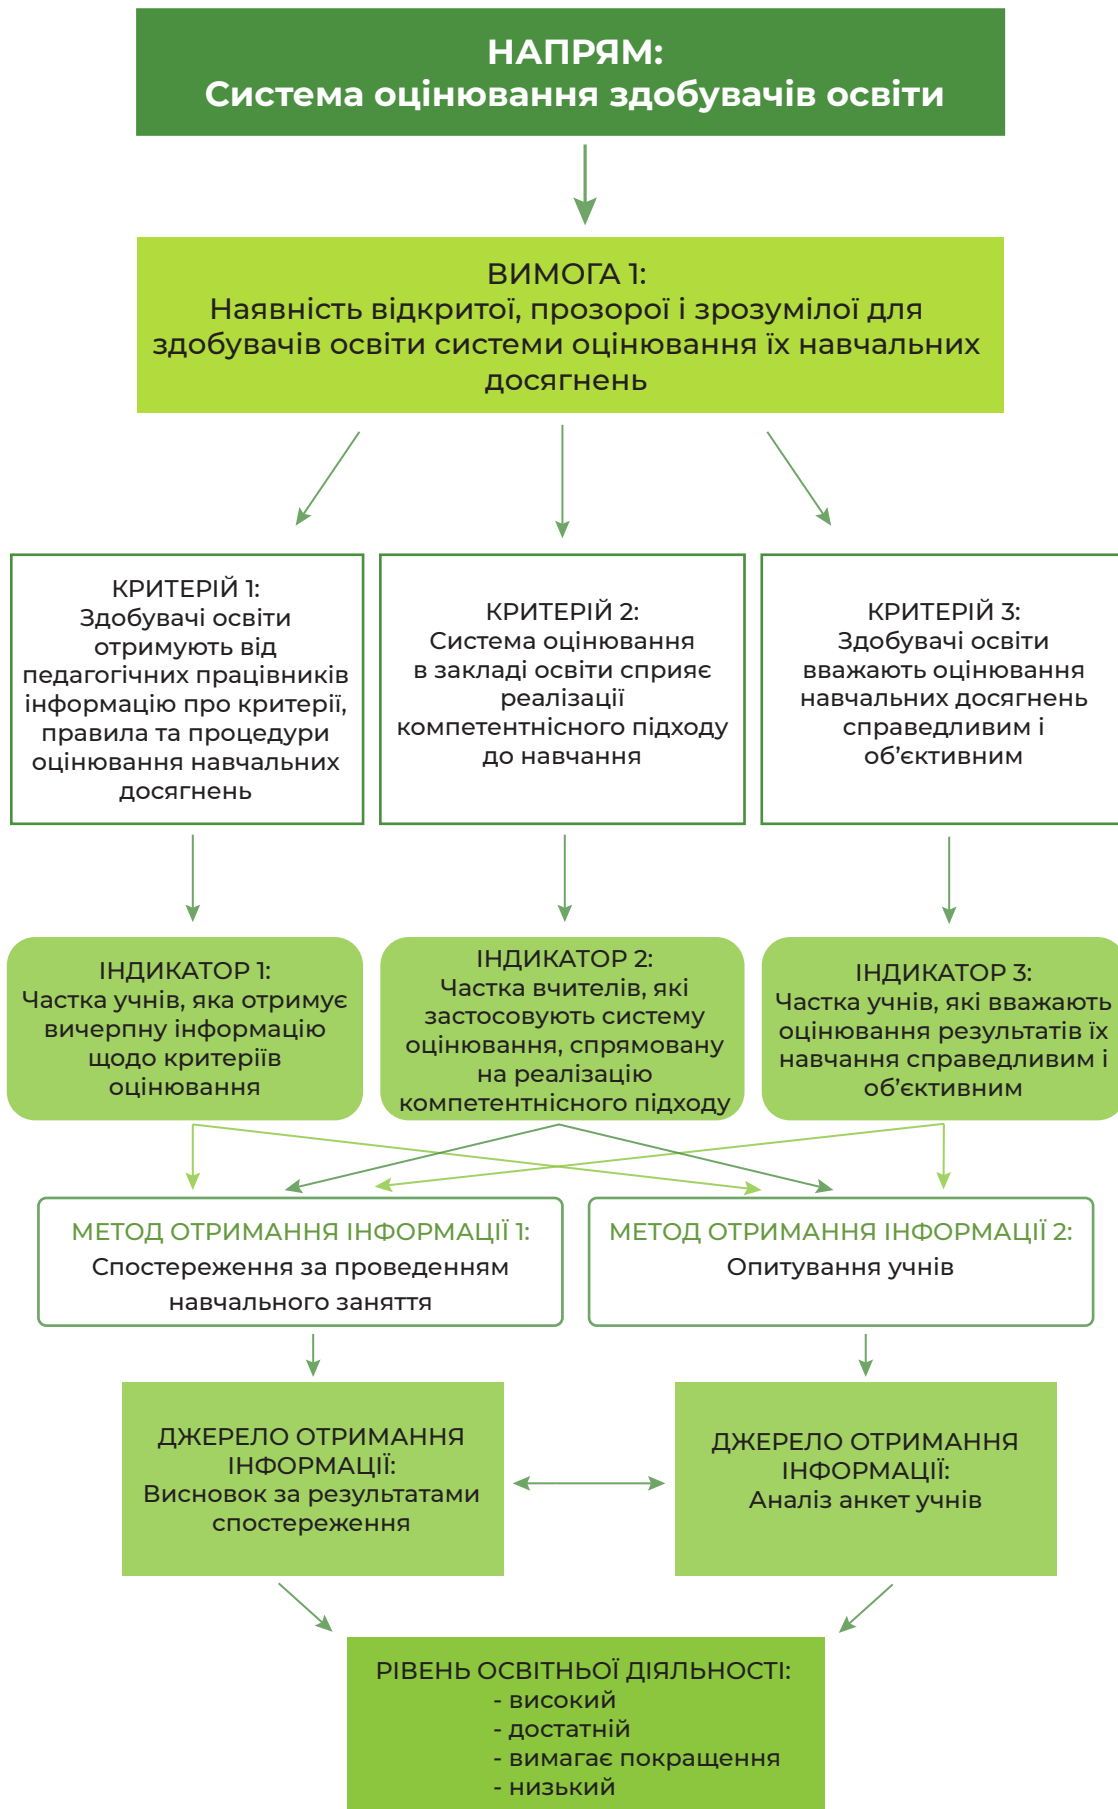 НАПРЯМ:
Система оцінювання здобувачів освіти
ВИМОГА 1:
Наявність відкритої, прозорої і зрозумілої для
здобувачів освіти системи оцінювання їх навчальних
досягнень
КРИТЕРІЙ 1:
Здобувачі освіти
отримують від
педагогічних працівників
інформацію про критерії,
правила та процедури
оцінювання навчальних
досягнень
КРИТЕРІЙ 2:
Система оцінювання
в закладі освіти сприяє
реалізації
компетентнісного підходу
до навчання
КРИТЕРІЙ 3:
Здобувачі освіти
вважають оцінювання
навчальних досягнень
справедливим і
об’єктивним
ІНДИКАТОР 1:
Частка учнів, яка отримує
вичерпну інформацію
щодо критеріїв
оцінювання
ІНДИКАТОР 2:
Частка вчителів, які
застосовують систему
оцінювання, спрямовану
на реалізацію
компетентнісного підходу
ІНДИКАТОР 3:
Частка учнів, які вважають
оцінювання результатів їх
навчання справедливим і
об’єктивним
МЕТОД ОТРИМАННЯ ІНФОРМАЦІЇ 1:
Спостереження за проведенням
навчального заняття
МЕТОД ОТРИМАННЯ ІНФОРМАЦІЇ 2:
Опитування учнів
ДЖЕРЕЛО ОТРИМАННЯ
ІНФОРМАЦІЇ:
Висновок за результатами
спостереження
ДЖЕРЕЛО ОТРИМАННЯ
ІНФОРМАЦІЇ:
Аналіз анкет учнів
РІВЕНЬ ОСВІТНЬОЇ ДІЯЛЬНОСТІ:
- високий
- достатній
- вимагає покращення
- низький